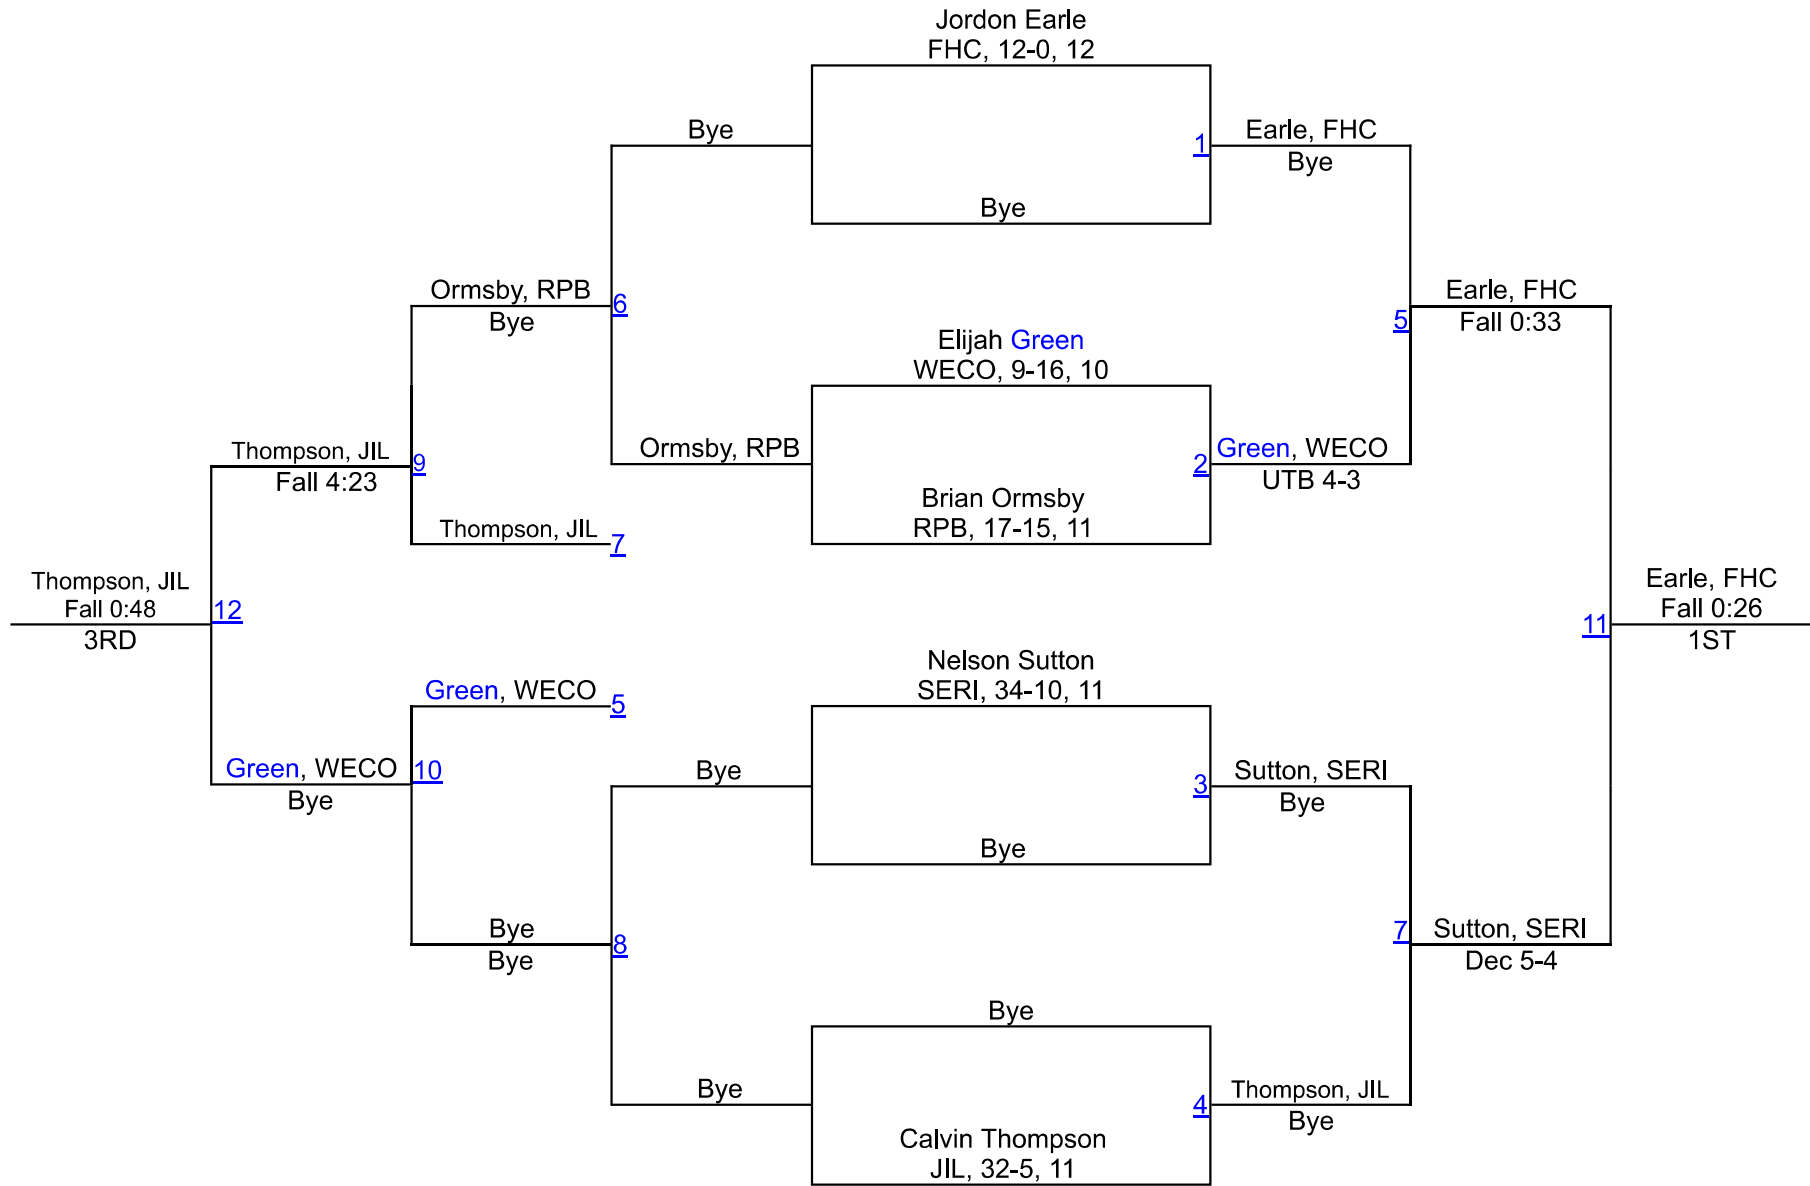 Jordon Earle
FHC, 12-0, 12
Bye
1
Earle, FHC
Bye
Bye
Ormsby, RPB
Bye
6
Earle, FHC
Fall 0:33
5
Elijah Green
WECO, 9-16, 10
Thompson, JIL
Fall 4:23
9
Ormsby, RPB
2
Green, WECO
UTB 4-3
Brian Ormsby
RPB, 17-15, 11
Thompson, JIL
7
Thompson, JIL
Fall 0:48
3RD
12
Earle, FHC
Fall 0:26
1ST
11
Nelson Sutton
SERI, 34-10, 11
Green, WECO
5
Green, WECO
Bye
10
Bye
3
Sutton, SERI
Bye
Bye
Bye
Bye
8
7
Sutton, SERI
Dec 5-4
Bye
Bye
4
Thompson, JIL
Bye
Calvin Thompson
JIL, 32-5, 11